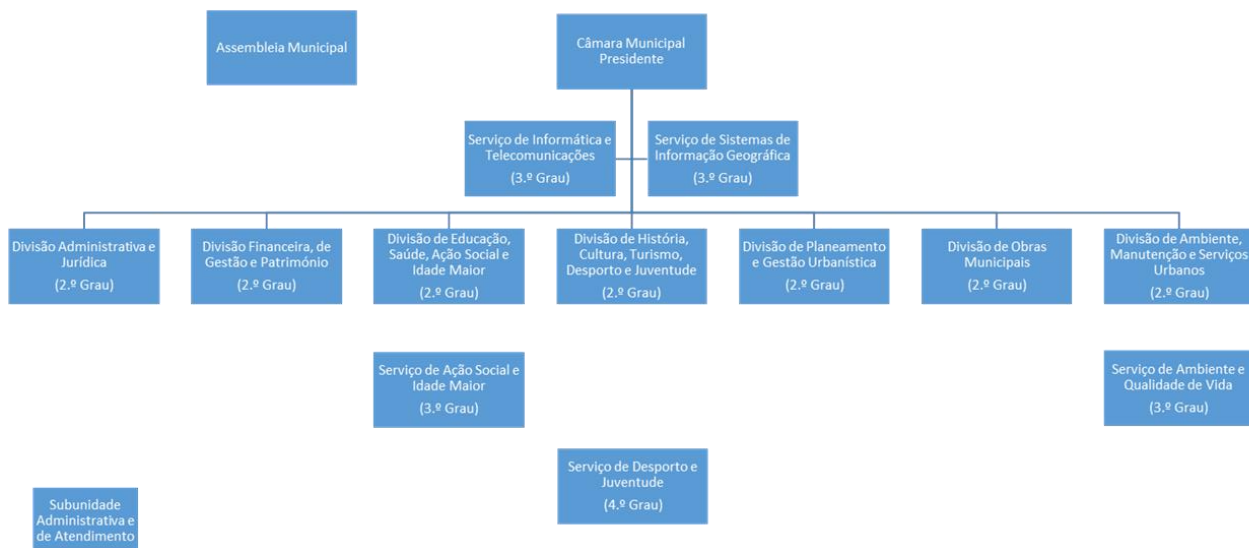 Assembleia Municipal
Câmara Municipal
Presidente
Serviço de Informática e
Telecomunicações
(3.º Grau)
Serviço de Sistemas de
Informação Geográfica
(3.º Grau)
Divisão Administrativa e
Jurídica
(2.º Grau)
Divisão Financeira, de
Gestão e Património
(2.º Grau)
Divisão de Educação,
Saúde, Ação Social e
Idade Maior
(2.º Grau)
Divisão de História,
Cultura, Turismo,
Desporto e Juventude
(2.º Grau)
Divisão de Planeamento
e Gestão Urbanística
(2.º Grau)
Divisão de Obras
Municipais
(2.º Grau)
Divisão de Ambiente,
Manutenção e Serviços
Urbanos
(2.º Grau)
Serviço de Ação Social e
Idade Maior
(3.º Grau)
Serviço de Ambiente e
Qualidade de Vida
(3.º Grau)
Serviço de Desporto e
Juventude
(4.º Grau)
Subunidade
Administrativa e
de Atendimento